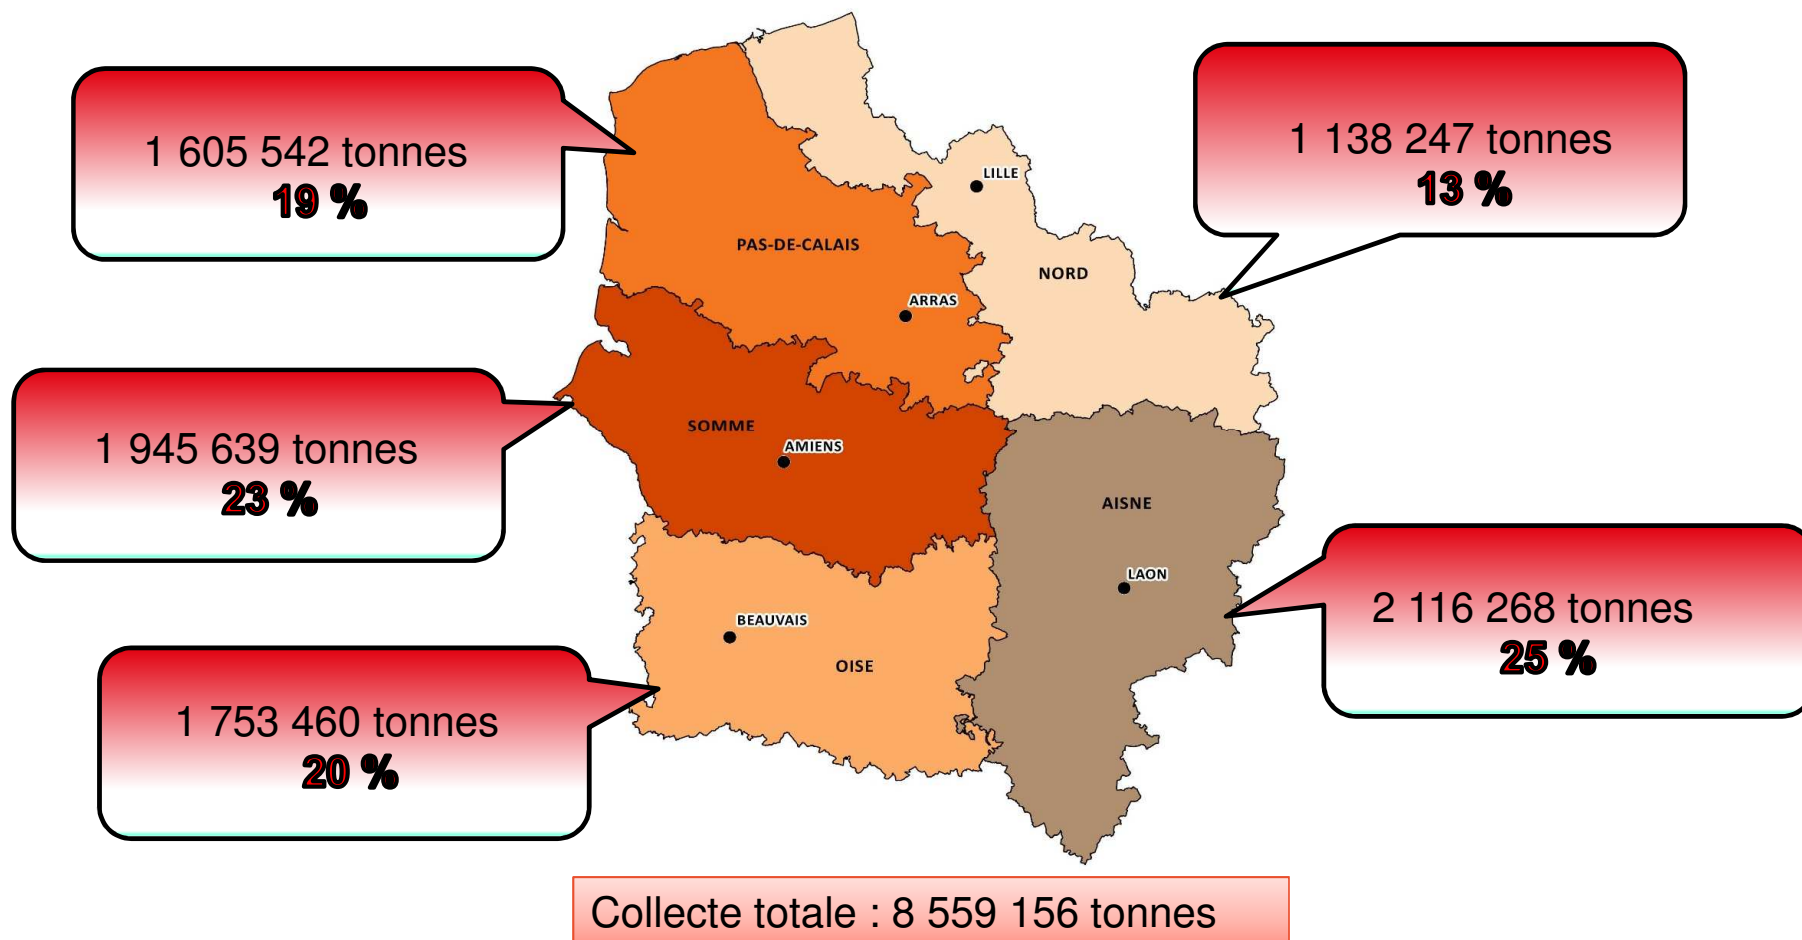 1 605 542 tonnes
19 %
1 138 247 tonnes
13 %
LILLE
PAS-DE-CALAIS
NORD
ARRAS
1 945 639 tonnes
23 %
SOMME
AMIENS
AISNE
LAON
2 116 268 tonnes
25 %
BEAUVAIS
OISE
1 753 460 tonnes
20 %
Collecte totale : 8 559 156 tonnes